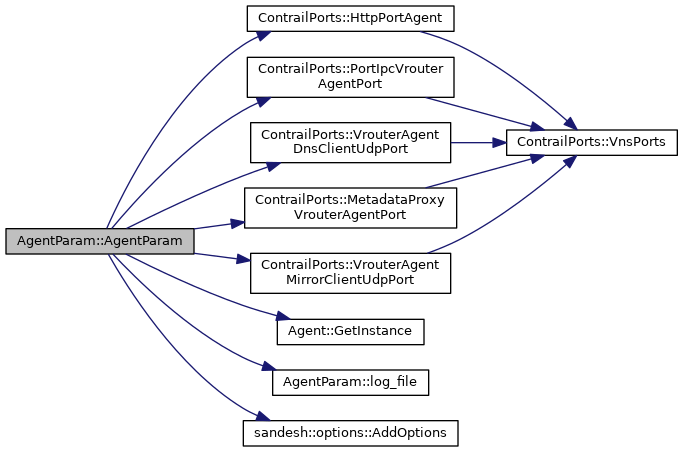 ContrailPorts::HttpPortAgent
ContrailPorts::PortIpcVrouter
AgentPort
ContrailPorts::VrouterAgent
DnsClientUdpPort
ContrailPorts::VnsPorts
ContrailPorts::MetadataProxy
VrouterAgentPort
AgentParam::AgentParam
ContrailPorts::VrouterAgent
MirrorClientUdpPort
Agent::GetInstance
AgentParam::log_file
sandesh::options::AddOptions